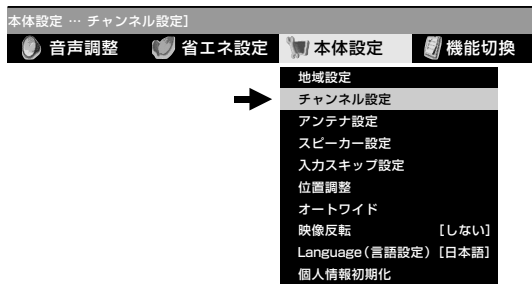 本体設定 … チャンネル設定]
音声調整 省エネ設定 本体設定 機能切換
地域設定
チャンネル設定
アンテナ設定
スピーカー設定
入力スキップ設定
位置調整
オートワイド
映像反転 [しない]
Language(言語設定) [日本語]
個人情報初期化